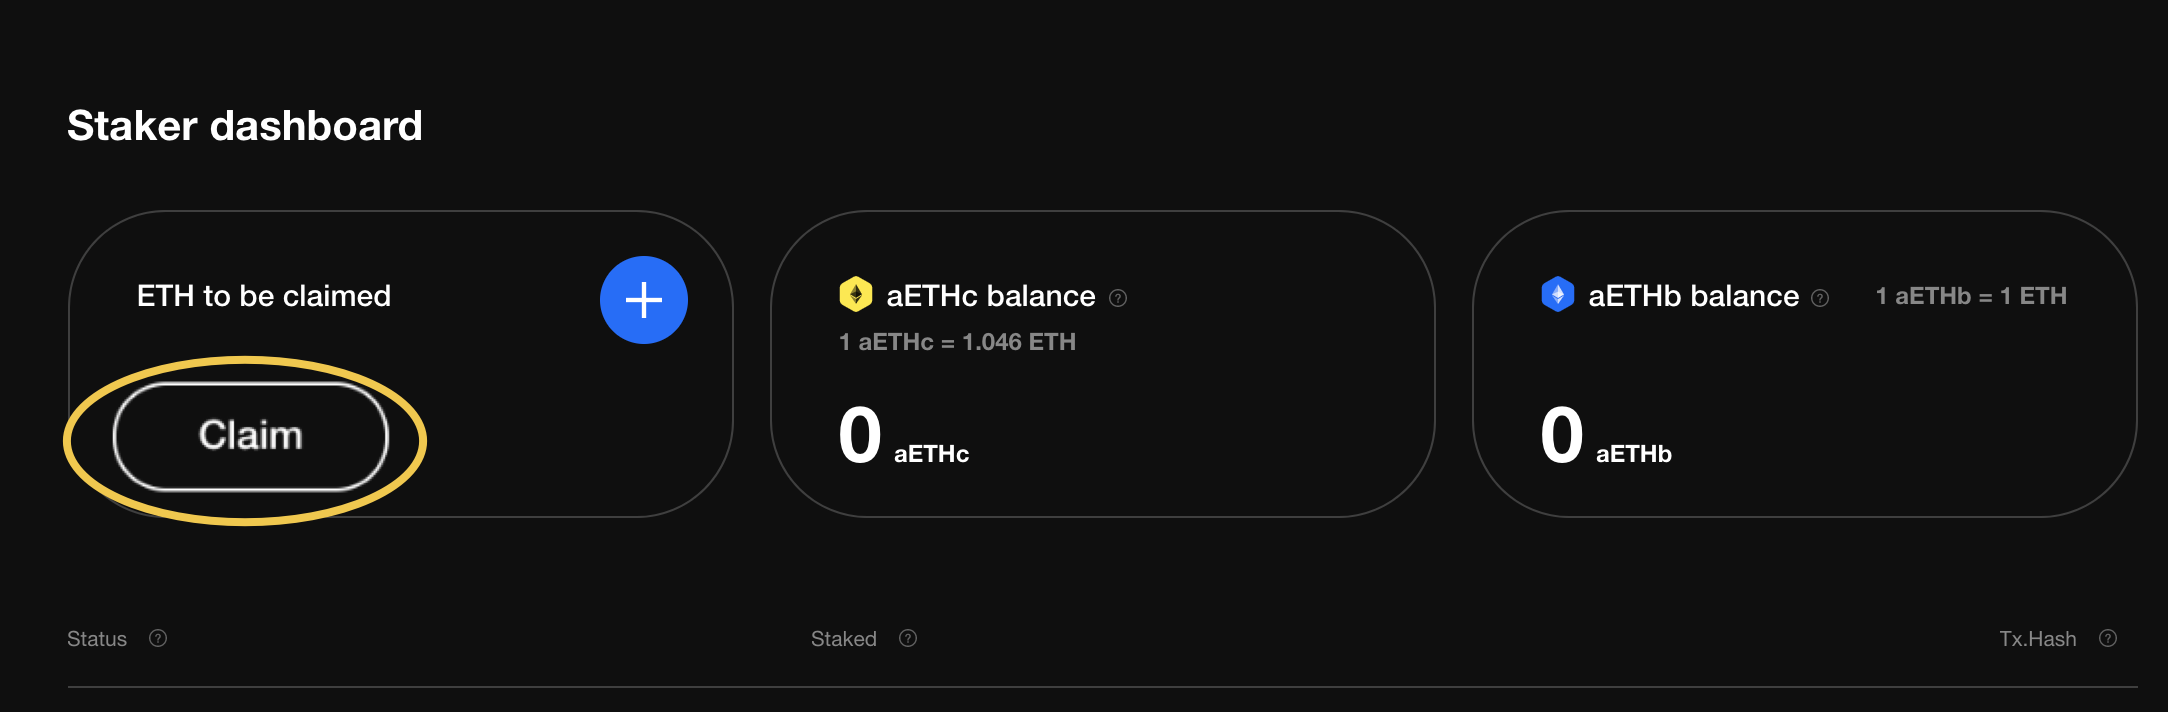 Staker dashboard
ETH to be claimed
Claim
aETHc balance ?
1 aETHc = 1.046 ETH
0 aETHc
aETHb balance ? 1 aETHb = 1 ETH
0 aETHb
Status ? Staked ? Tx.Hash ?